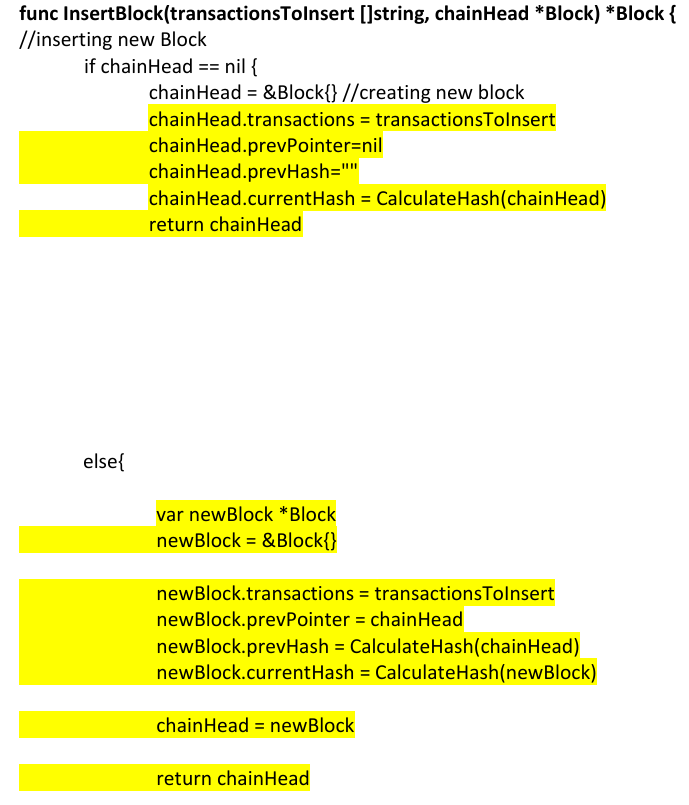 func InsertBlock(transactionsToInsert []string, chainHead *Block) *Block {
//inserting new Block
if chainHead == nil {
chainHead = &Block{} //creating new block
chainHead.transactions = transactionsToInsert
chainHead.prevPointer=nil
chainHead.prevHash=""
chainHead.currentHash = CalculateHash(chainHead)
return chainHead
else{
var newBlock *Block
newBlock = &Block{}
newBlock.transactions = transactionsToInsert
newBlock.prevPointer = chainHead
newBlock.prevHash = CalculateHash(chainHead)
newBlock.currentHash = CalculateHash(newBlock)
chainHead = newBlock
return chainHead